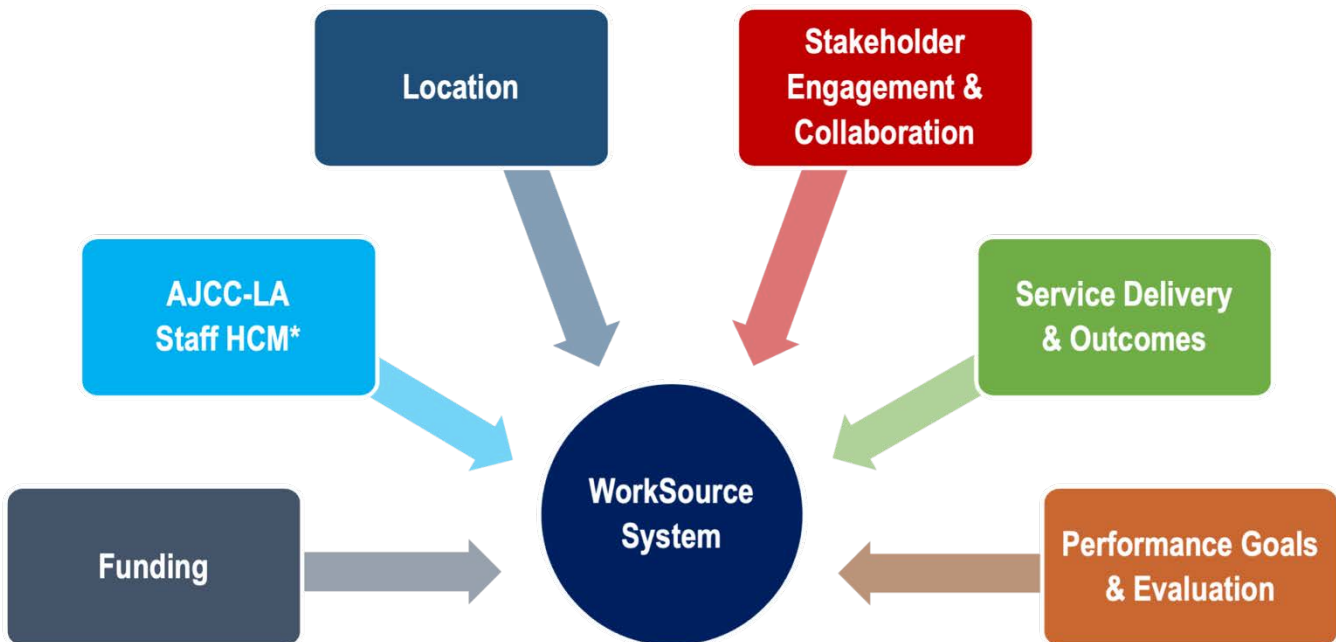 Location
Stakeholder
Engagement &
Collaboration
AJCC-LA
Staff HCM*
Service Delivery
& Outcomes
Funding
WorkSource
System
Performance Goals
& Evaluation